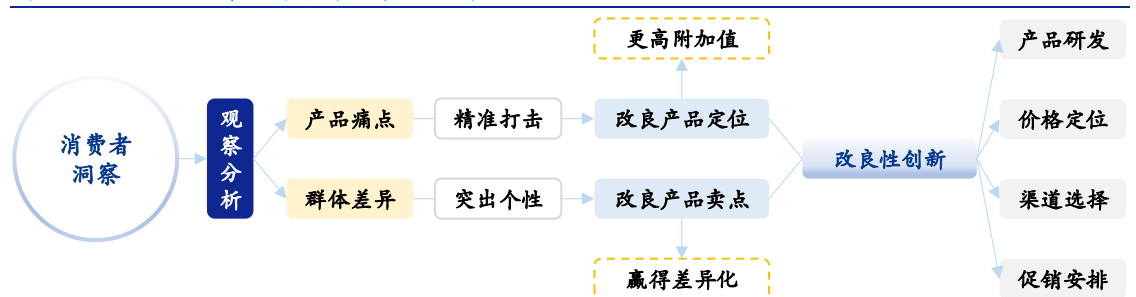 消费者
洞察
观察分析
产品痛点
群体差异
精准打击
突出个性
更高附加值
改良产品定位
改良产品卖点
赢得差异化
改良性创新
产品研发
价格定位
渠道选择
促销安排